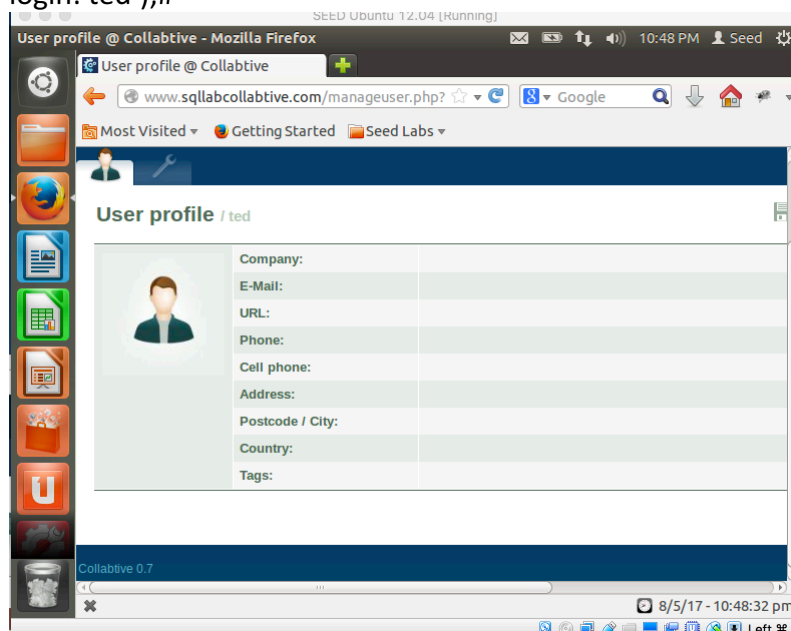 login: ted'),#
SEED Ubuntu 12.04 [Running]
User profile @ Collabtive - Mozilla Firefox 10:48 PM Seed
User profile @ Collabtive
www.sqllabcollabtive.com/manageuser.php? Google
Most Visited Getting Started Seed Labs
User profile / ted
Company:
E-Mail:
URL:
Phone:
Cell phone:
Address:
Postcode / City:
Country:
Tags:
Collabtive 0.7
8/5/17 - 10:48:32 pm
Left ⌘